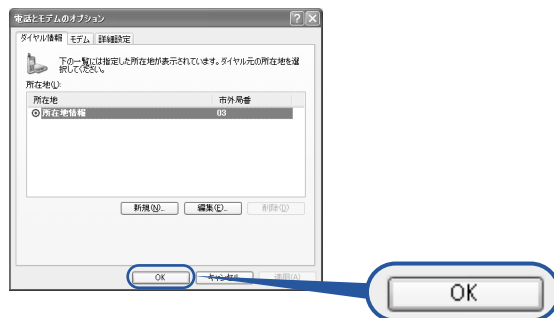 電話とモデムのオプション
ダイヤル情報 モデム 詳細設定
下の一覧には指定した所在地が表示されています。ダイヤル元の所在地を選
択してください。
所在地(L):
所在地 市外局番
所在地情報 03
新規(N)... 編集(E)... 削除(D)
OK キャンセル 適用(A)
OK